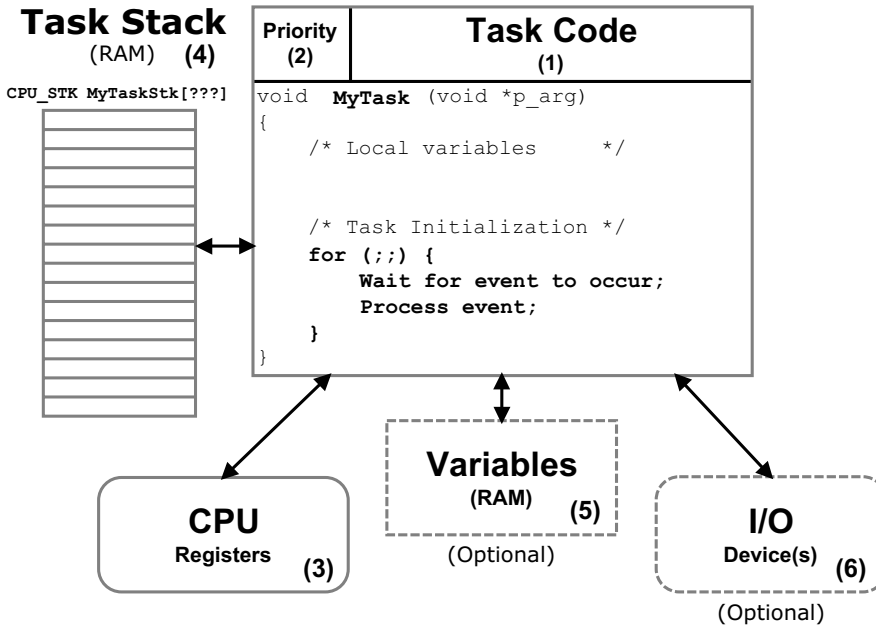 Task Stack
(RAM) (4)
CPU_STK MyTaskStk[???]
Priority
(2)
Task Code
(1)
void MyTask (void *p_arg)
{
/* Local variables */
/* Task Initialization */
for (;;) {
Wait for event to occur;
Process event;
}
}
CPU
Registers
(3)
Variables
(RAM)
(5)
(Optional)
I/O
Device(s)
(6)
(Optional)